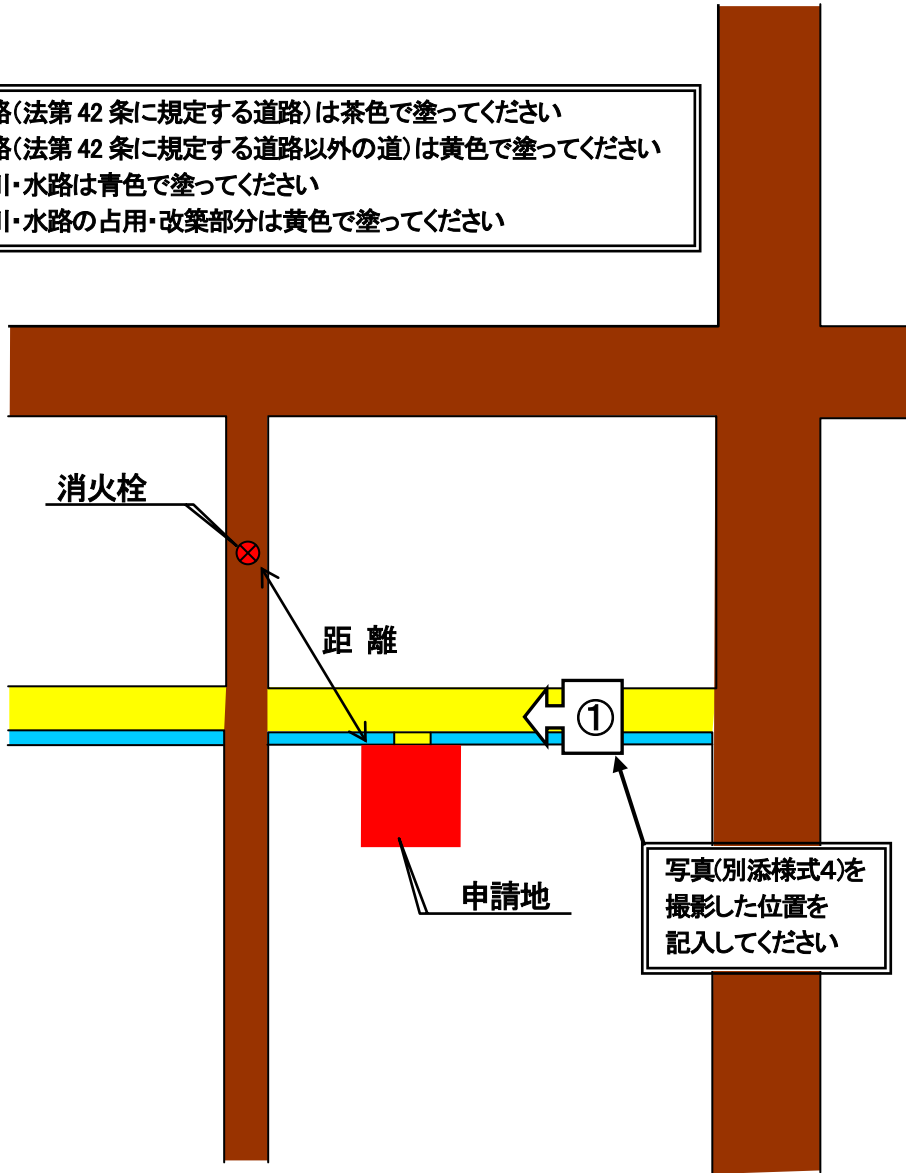 路(法第 42 条に規定する道路)は茶色で塗ってください
路(法第 42 条に規定する道路以外の道)は黄色で塗ってください
川・水路は青色で塗ってください
川・水路の占用・改築部分は黄色で塗ってください
消火栓
距 離
①
写真(別添様式4)を
撮影した位置を
記入してください
申請地